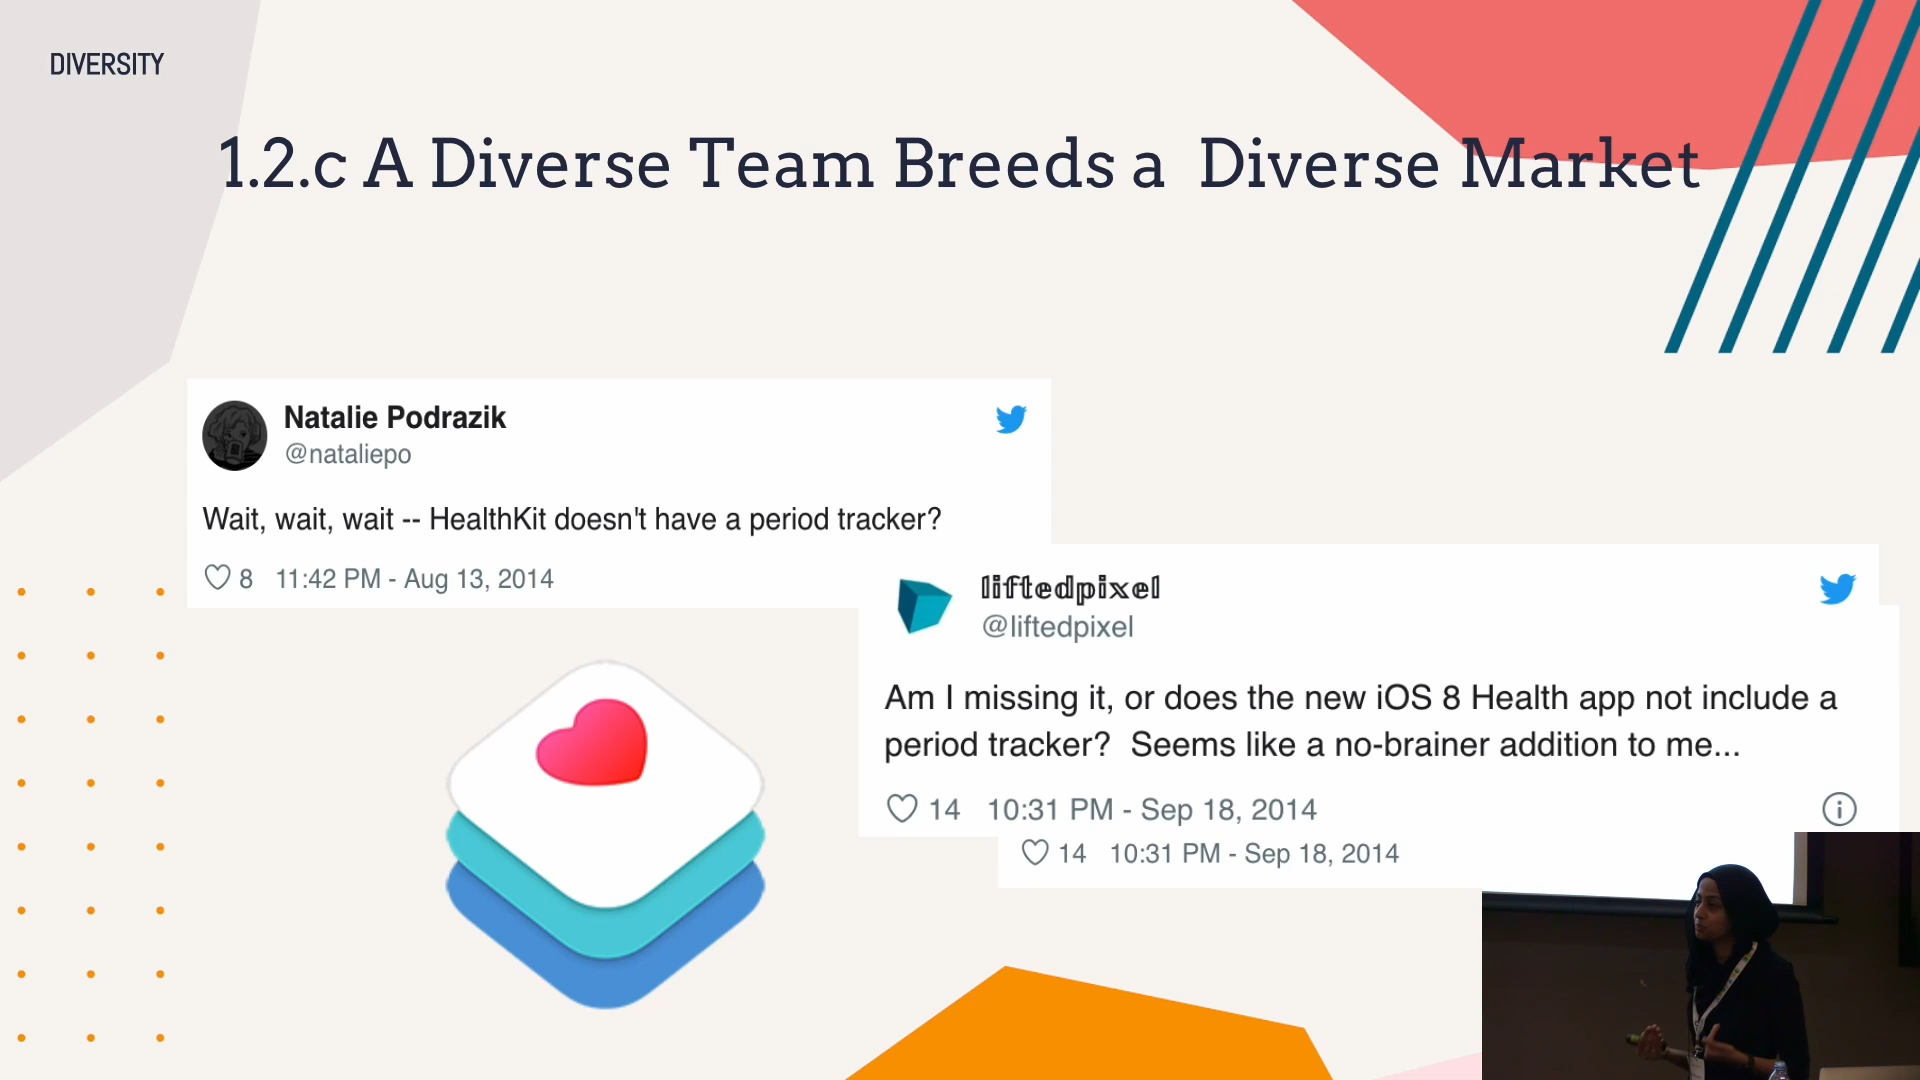 DIVERSITY
1.2.c A Diverse Team Breeds a Diverse Market
Natalie Podrazik
@nataliepo
Wait, wait, wait -- HealthKit doesn't have a period tracker?
8 11:42 PM - Aug 13, 2014
liftedpixel
@liftedpixel
Am I missing it, or does the new iOS 8 Health app not include a
period tracker? Seems like a no-brainer addition to me...
14 10:31 PM - Sep 18, 2014
14 10:31 PM - Sep 18, 2014